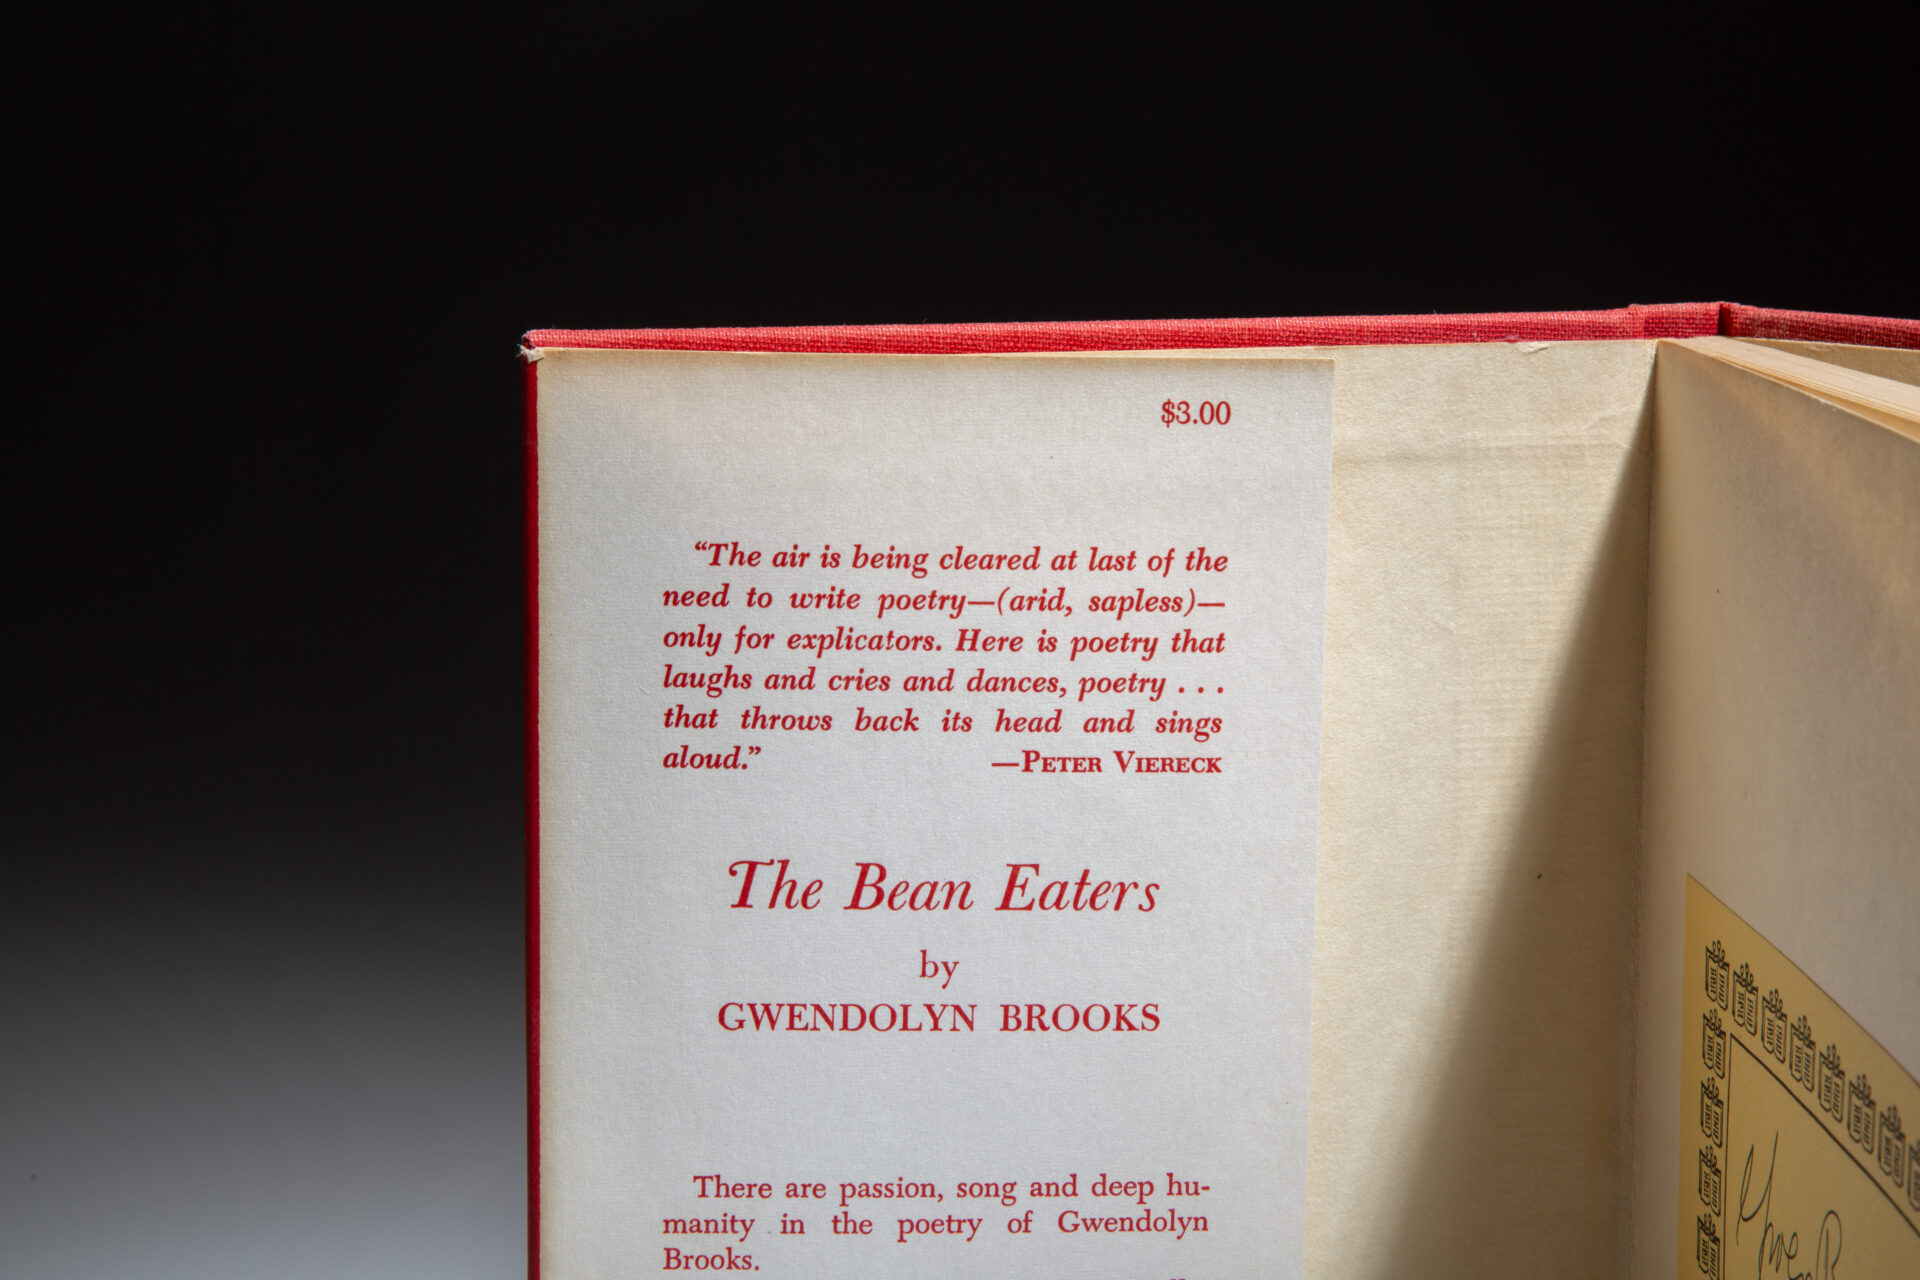 $3.00
“The air is being cleared at last of the
need to write poetry—(arid, sapless)—
only for explicators. Here is poetry that
laughs and cries and dances, poetry . . .
that throws back its head and sings
aloud.” —PETER VIERECK
The Bean Eaters
by
GWENDOLYN BROOKS
There are passion, song and deep hu-
manity in the poetry of Gwendolyn
Brooks.